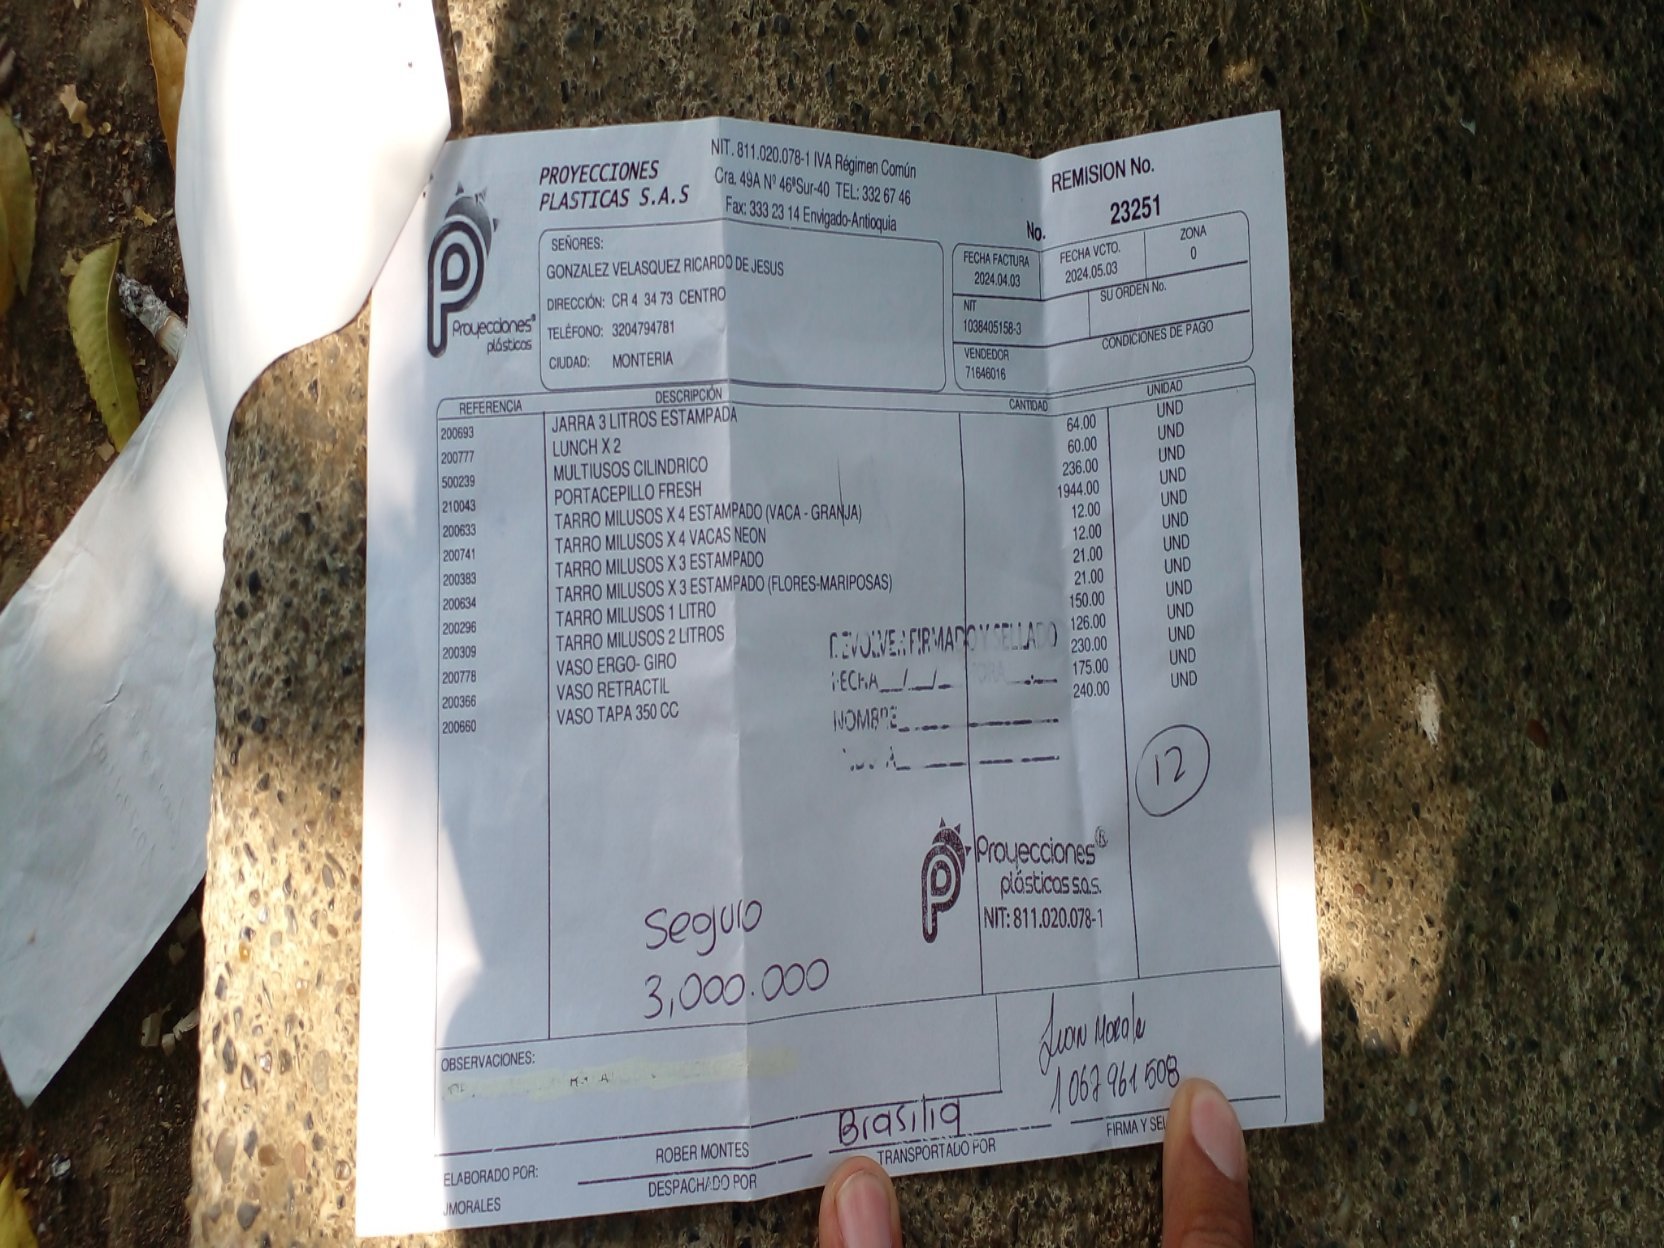 PROYECCIONES
PLASTICAS S.A.S
NIT. 811.020.078-1 IVA Régimen Común
Cra. 49A Nº 46ªSur-40 TEL: 332 67 46
Fax: 333 23 14 Envigado-Antioquia
REMISION No.
No. 23251
Proyecciones
plásticas
SEÑORES:
GONZALEZ VELASQUEZ RICARDO DE JESUS
DIRECCIÓN: CR 4 34 73 CENTRO
TELÉFONO: 3204794781
CIUDAD: MONTERIA
FECHA FACTURA FECHA VCTO. ZONA
2024.04.03 2024.05.03 0
NIT SU ORDEN No.
1038405158-3
VENDEDOR CONDICIONES DE PAGO
71646016
REFERENCIA DESCRIPCIÓN CANTIDAD UNIDAD
200693 JARRA 3 LITROS ESTAMPADA 64.00 UND
200777 LUNCH X 2 60.00 UND
500239 MULTIUSOS CILINDRICO 236.00 UND
210043 PORTACEPILLO FRESH 1944.00 UND
200633 TARRO MILUSOS X 4 ESTAMPADO (VACA - GRANJA) 12.00 UND
200741 TARRO MILUSOS X 4 VACAS NEON 12.00 UND
200383 TARRO MILUSOS X 3 ESTAMPADO 21.00 UND
200634 TARRO MILUSOS X 3 ESTAMPADO (FLORES-MARIPOSAS) 21.00 UND
200296 TARRO MILUSOS 1 LITRO 150.00 UND
200309 TARRO MILUSOS 2 LITROS 126.00 UND
200778 VASO ERGO- GIRO 230.00 UND
200366 VASO RETRACTIL 175.00 UND
200660 VASO TAPA 350 CC 240.00 UND
DEVOLVER FIRMADO Y SELLADO
FECHA__/__/__
NOMBRE
12
Proyecciones®
plásticas s.a.s.
NIT: 811.020.078-1
Seguro
3,000.000
OBSERVACIONES:
Juan Morale
1067961508
Brasilia
ROBER MONTES
ELABORADO POR: DESPACHADO POR TRANSPORTADO POR FIRMA Y
JMORALES